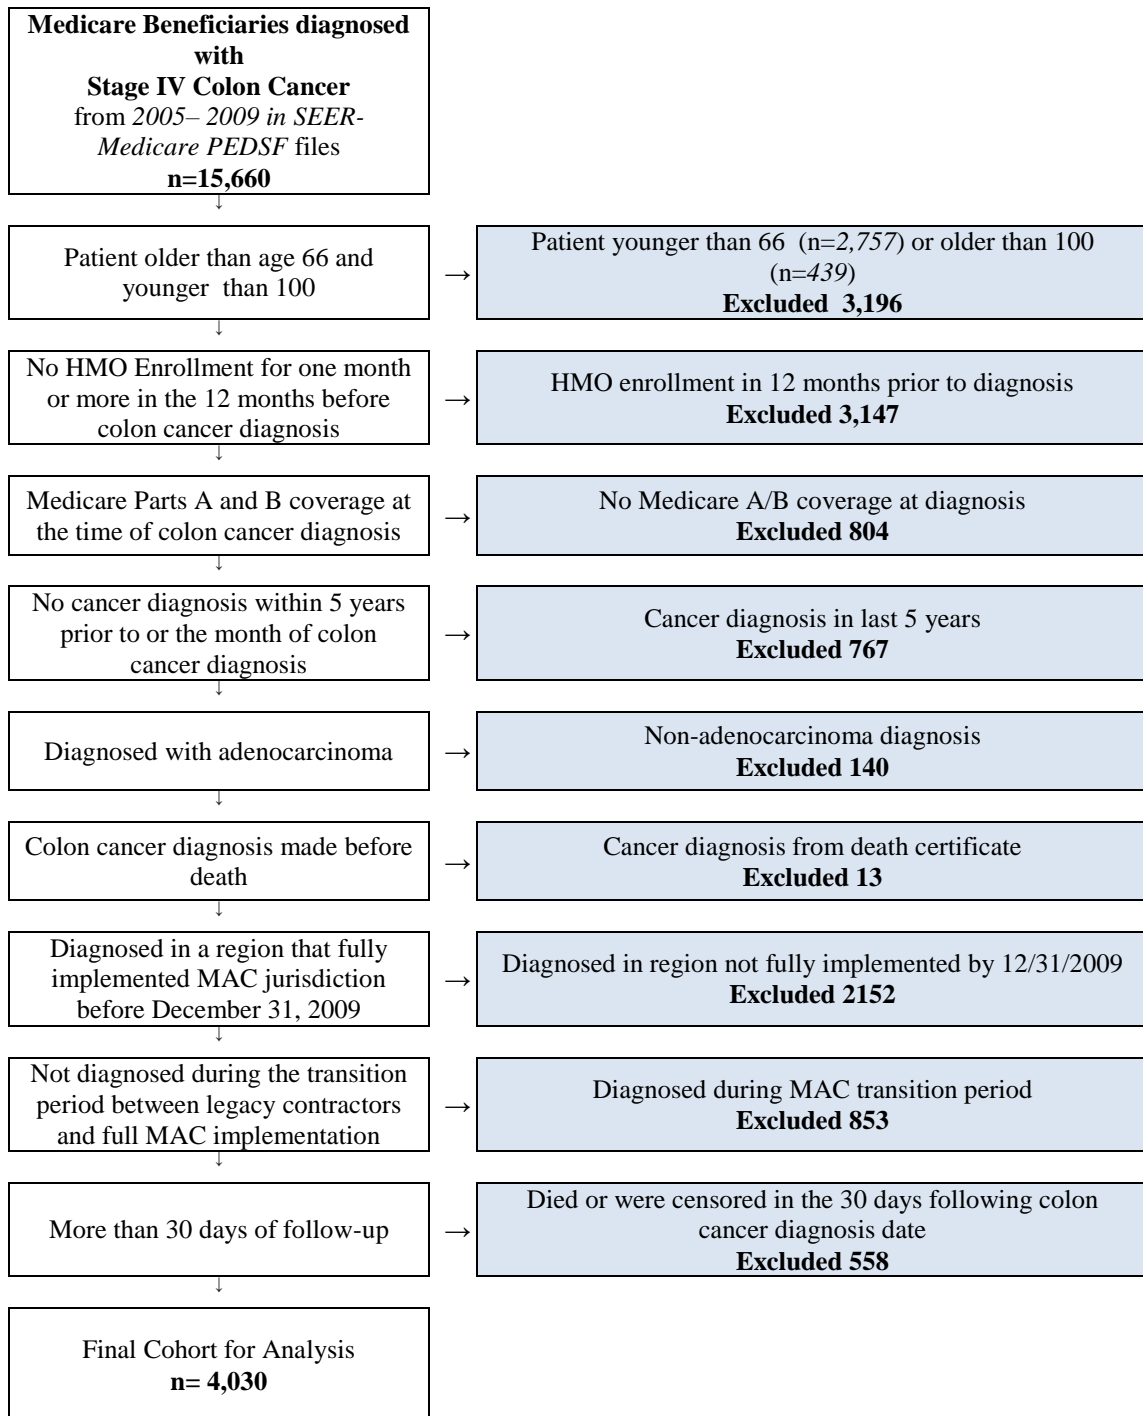 Medicare Beneficiaries diagnosed
with
Stage IV Colon Cancer
from 2005– 2009 in SEER-
Medicare PEDSF files
n=15,660
↓
Patient older than age 66 and
younger than 100
→
Patient younger than 66 (n=2,757) or older than 100
(n=439)
Excluded 3,196
↓
No HMO Enrollment for one month
or more in the 12 months before
colon cancer diagnosis
→
HMO enrollment in 12 months prior to diagnosis
Excluded 3,147
↓
Medicare Parts A and B coverage at
the time of colon cancer diagnosis
→
No Medicare A/B coverage at diagnosis
Excluded 804
↓
No cancer diagnosis within 5 years
prior to or the month of colon
cancer diagnosis
→
Cancer diagnosis in last 5 years
Excluded 767
↓
Diagnosed with adenocarcinoma
→
Non-adenocarcinoma diagnosis
Excluded 140
↓
Colon cancer diagnosis made before
death
→
Cancer diagnosis from death certificate
Excluded 13
↓
Diagnosed in a region that fully
implemented MAC jurisdiction
before December 31, 2009
→
Diagnosed in region not fully implemented by 12/31/2009
Excluded 2152
↓
Not diagnosed during the transition
period between legacy contractors
and full MAC implementation
→
Diagnosed during MAC transition period
Excluded 853
↓
More than 30 days of follow-up
→
Died or were censored in the 30 days following colon
cancer diagnosis date
Excluded 558
↓
Final Cohort for Analysis
n= 4,030